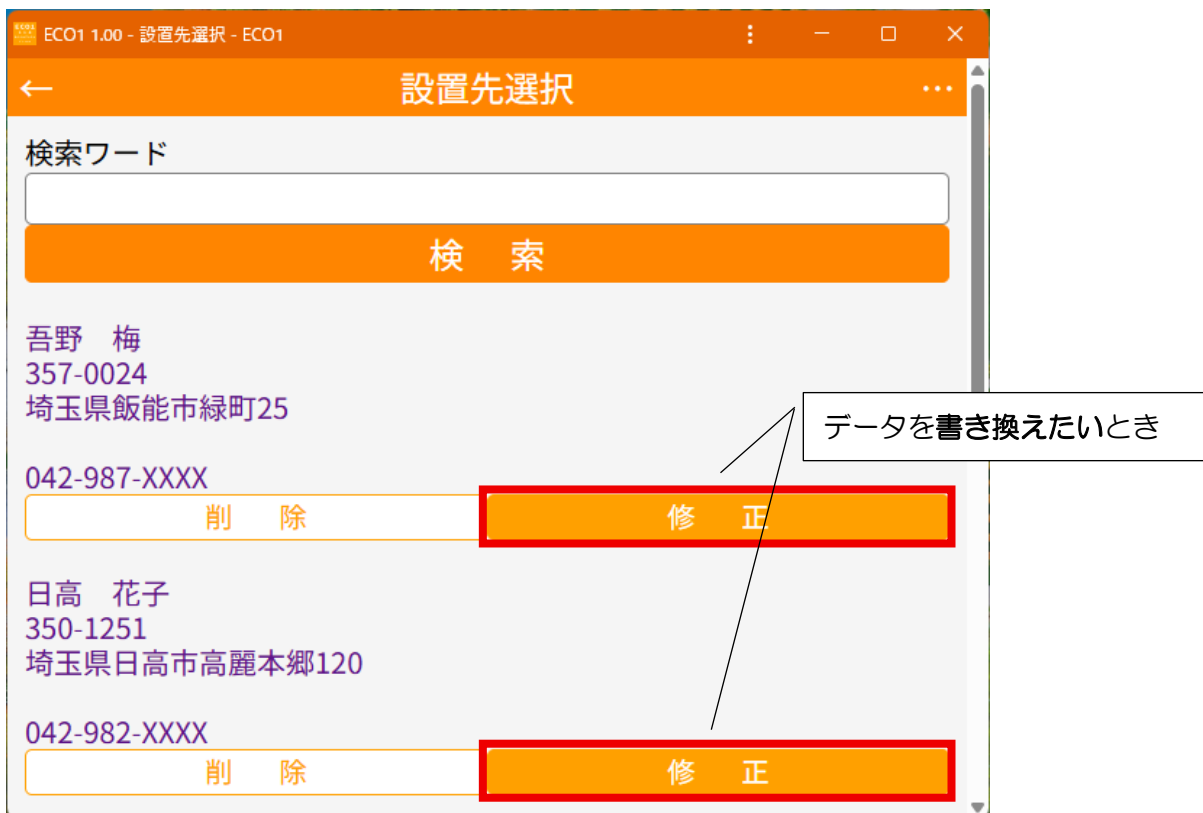 ECO1 1.00 - 設置先選択 - ECO1
設置先選択
検索ワード
検　索
吾野　梅
357-0024
埼玉県飯能市緑町25
データを書き換えたいとき
042-987-XXXX
削　除
修　正
日高　花子
350-1251
埼玉県日高市高麗本郷120
042-982-XXXX
削　除
修　正